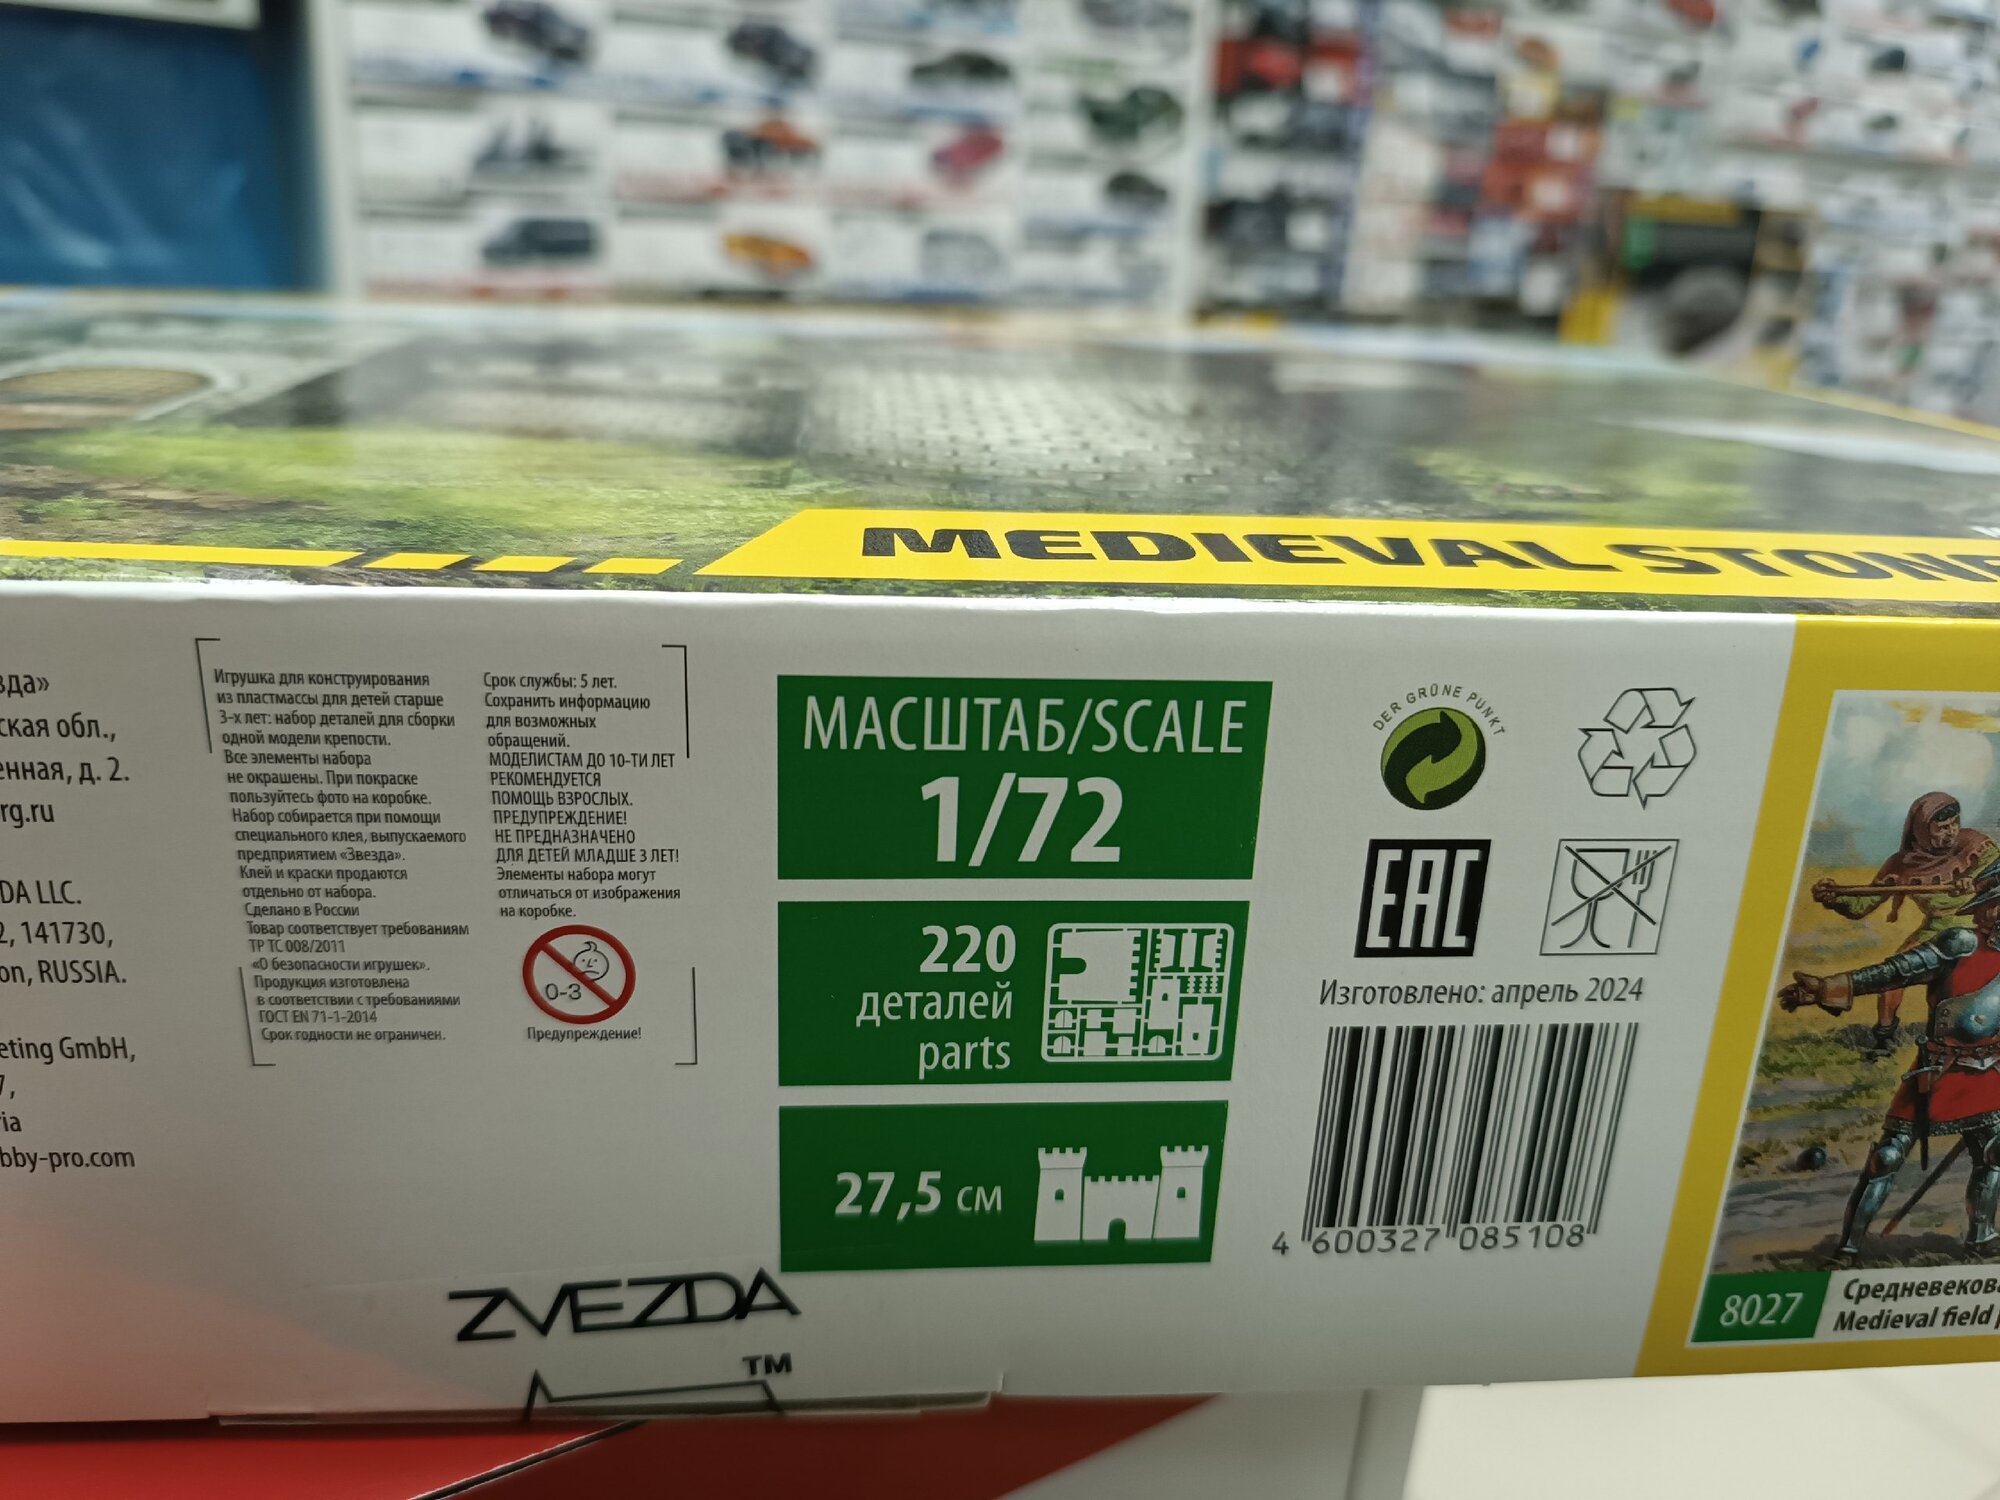 MEDIEVAL STONE
зда»
ская обл.,
енная, д. 2.
rg.ru
DA LLC.
2, 141730,
on, RUSSIA.
eting GmbH,
7,
ria
bby-pro.com
Игрушка для конструирования
из пластмассы для детей старше
3-х лет: набор деталей для сборки
одной модели крепости.
Все элементы набора
не окрашены. При покраске
пользуйтесь фото на коробке.
Набор собирается при помощи
специального клея, выпускаемого
предприятием «Звезда».
Клей и краски продаются
отдельно от набора.
Сделано в России
Товар соответствует требованиям
ТР ТС 008/2011
«О безопасности игрушек».
Продукция изготовлена
в соответствии с требованиями
ГОСТ EN 71-1-2014
Срок годности не ограничен.
Срок службы: 5 лет.
Сохранить информацию
для возможных
обращений.
МОДЕЛИСТАМ ДО 10-ТИ ЛЕТ
РЕКОМЕНДУЕТСЯ
ПОМОЩЬ ВЗРОСЛЫХ.
ПРЕДУПРЕЖДЕНИЕ!
НЕ ПРЕДНАЗНАЧЕНО
ДЛЯ ДЕТЕЙ МЛАДШЕ 3 ЛЕТ!
Элементы набора могут
отличаться от изображения
на коробке.
0-3
Предупреждение!
МАСШТАБ/SCALE
1/72
220
деталей
parts
27,5 см
DER GRÜNE PUNKT
EAC
Изготовлено: апрель 2024
4 600327 085108
8027
Средневекова
Medieval field
ZVEZDA
TM